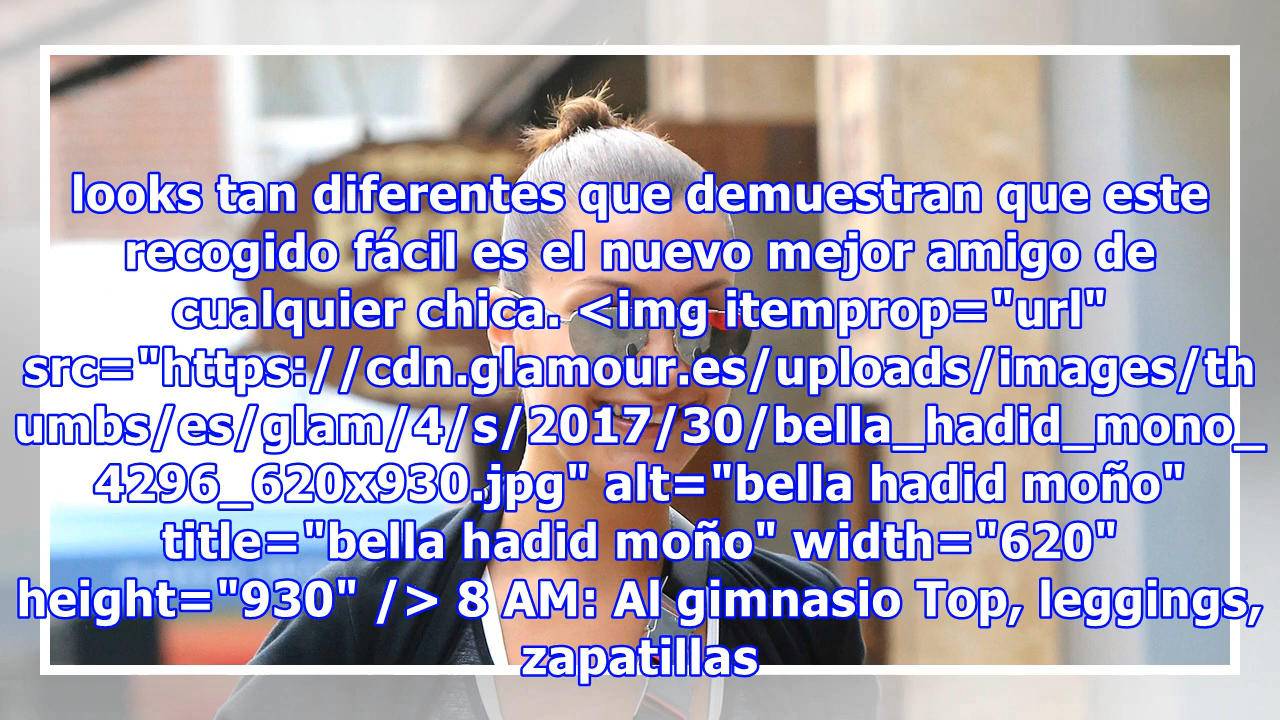 looks tan diferentes que demuestran que este
recogido fácil es el nuevo mejor amigo de
cualquier chica. <img itemprop="url"
src="https://cdn.glamour.es/uploads/images/th
umbs/es/glam/4/s/2017/30/bella_hadid_mono_
4296_620x930.jpg" alt="bella hadid moño"
title="bella hadid moño" width="620"
height="930" /> 8 AM: Al gimnasio Top, leggings,
zapatillas